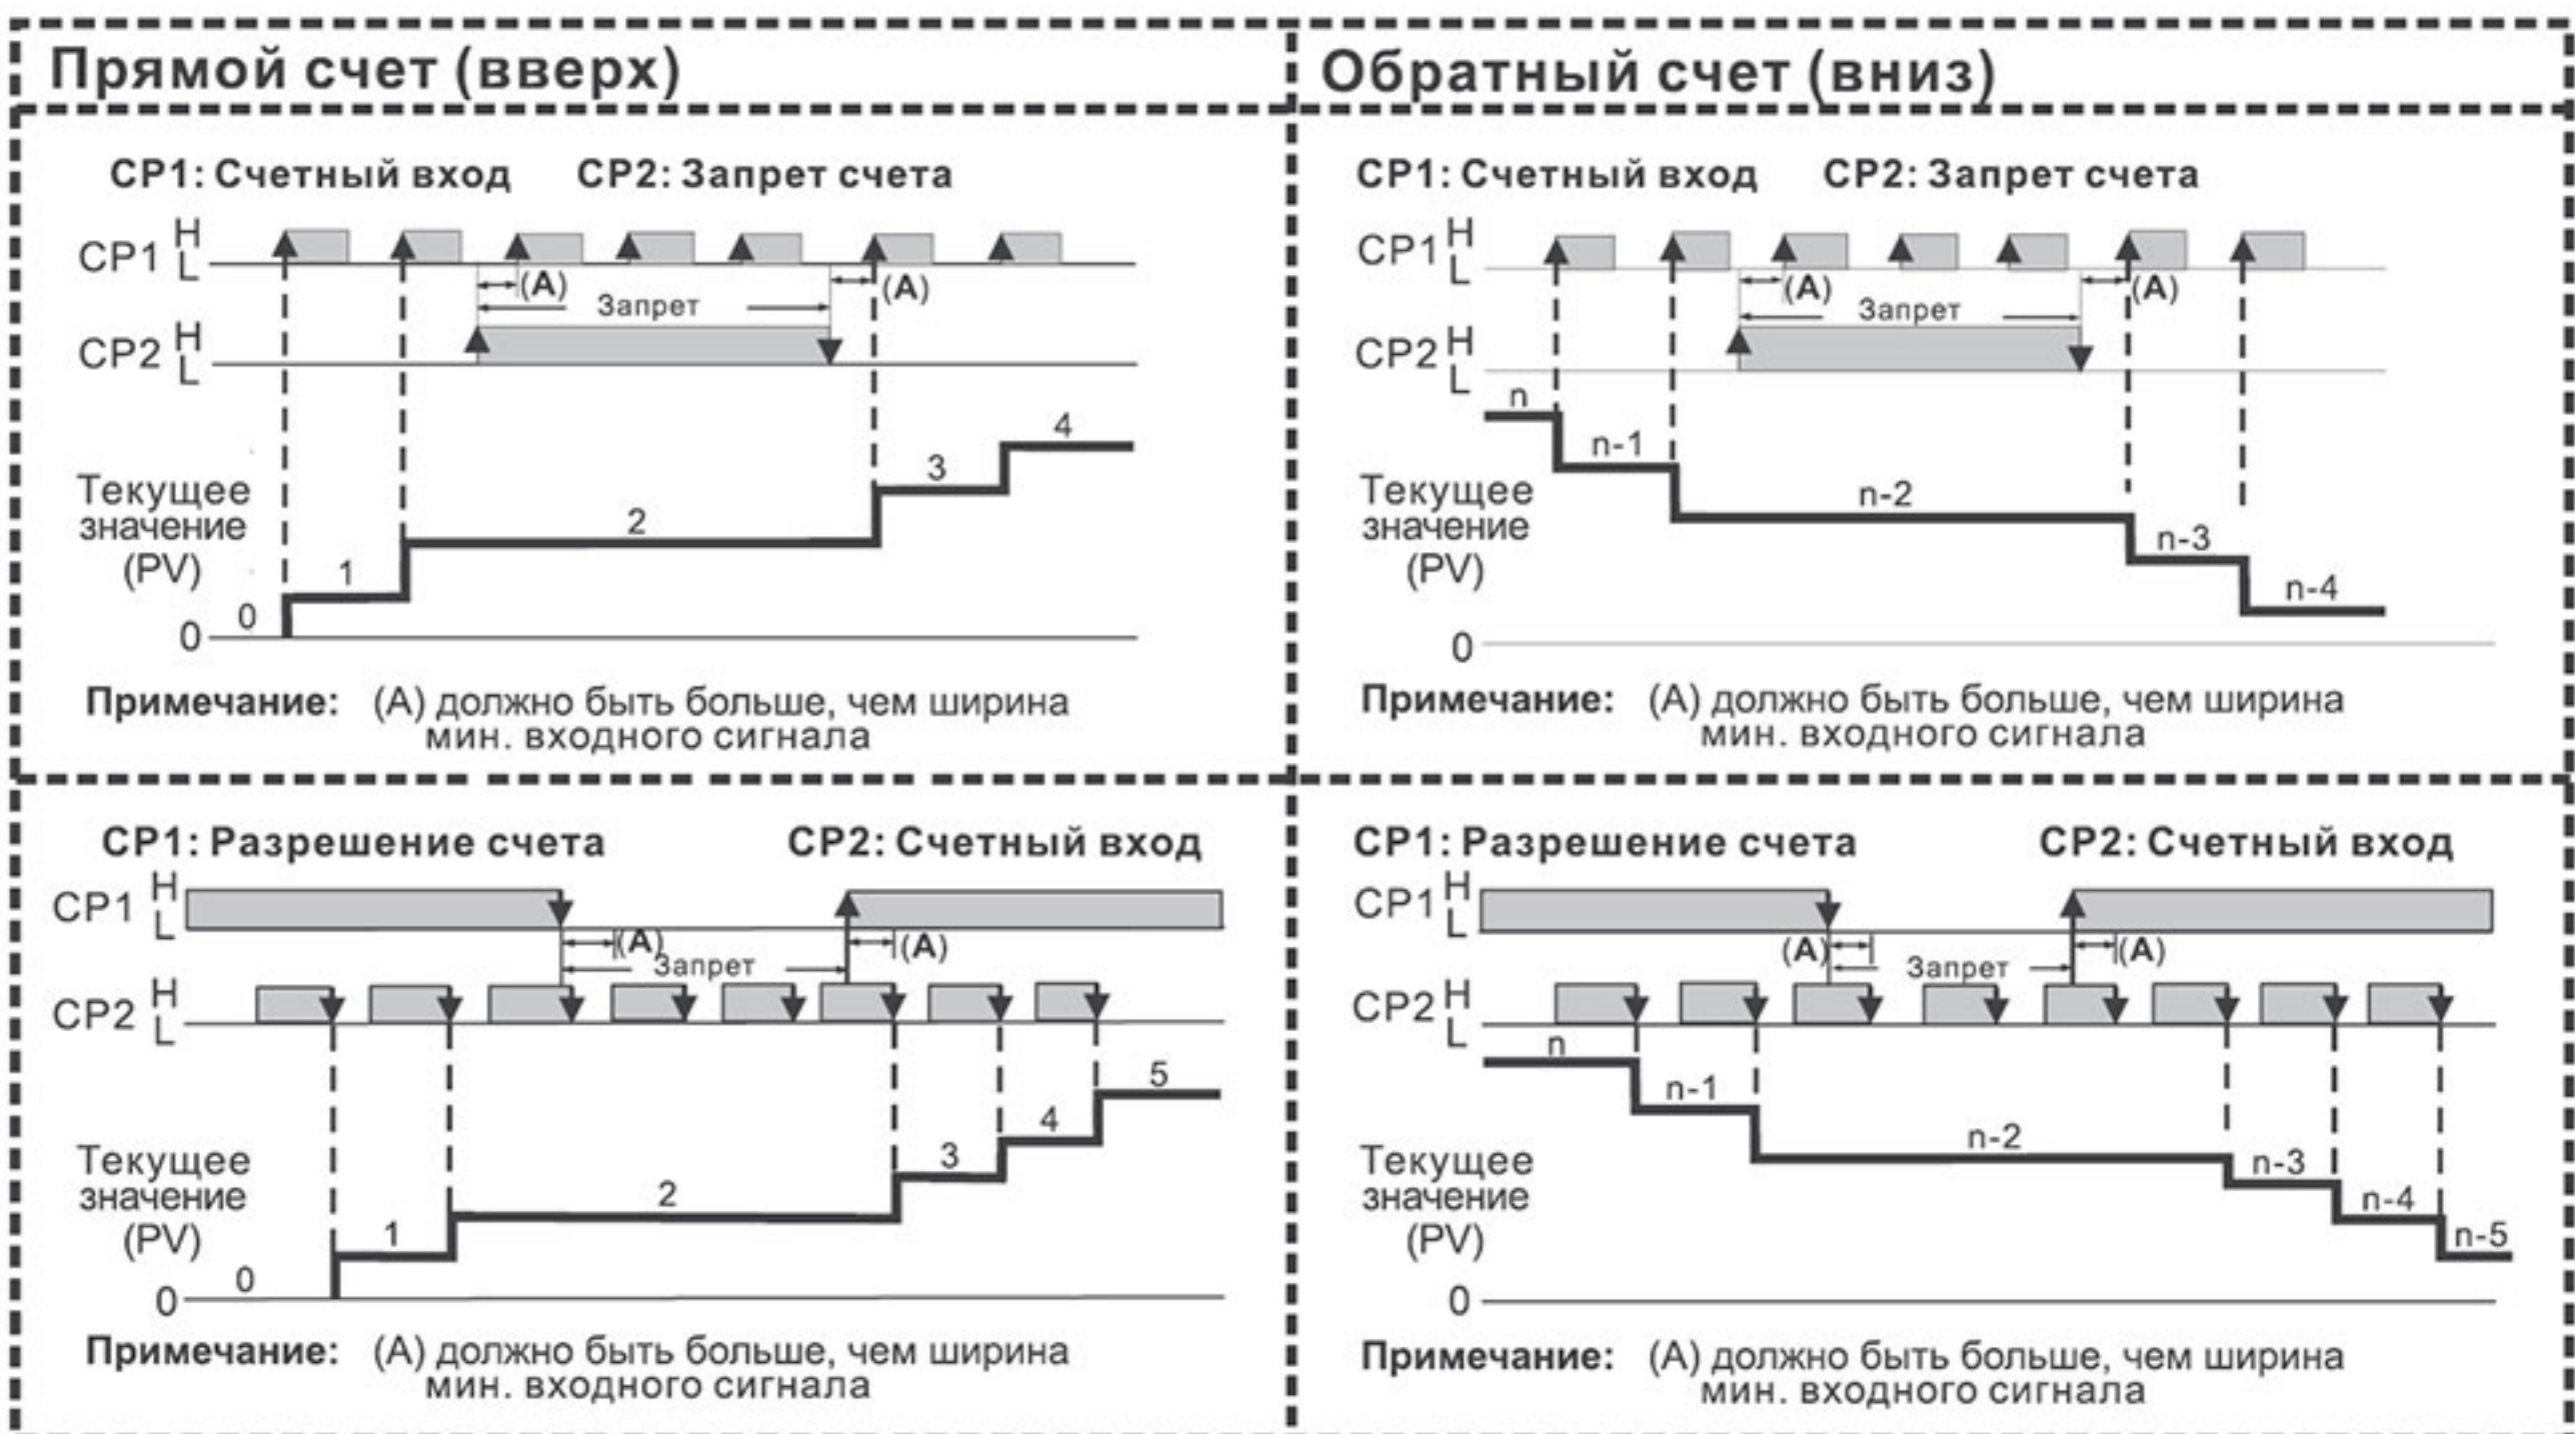 Прямой счет (вверх)
Обратный счет (вниз)
CP1: Счетный вход CP2: Запрет счета
CP1 H
L
(A)
(A)
Запрет
CP2 H
L
4
3
2
1
0
Текущее
значение
(PV)
0
Примечание: (A) должно быть больше, чем ширина
мин. входного сигнала
CP1: Счетный вход CP2: Запрет счета
CP1 H
L
(A)
(A)
Запрет
CP2 H
L
n
n-1
n-2
n-3
n-4
Текущее
значение
(PV)
0
Примечание: (A) должно быть больше, чем ширина
мин. входного сигнала
CP1: Разрешение счета CP2: Счетный вход
CP1 H
L
(A)
(A)
Запрет
CP2 H
L
5
4
3
2
1
0
Текущее
значение
(PV)
0
Примечание: (A) должно быть больше, чем ширина
мин. входного сигнала
CP1: Разрешение счета CP2: Счетный вход
CP1 H
L
(A)
(A)
Запрет
CP2 H
L
n
n-1
n-2
n-3
n-4
n-5
Текущее
значение
(PV)
0
Примечание: (A) должно быть больше, чем ширина
мин. входного сигнала